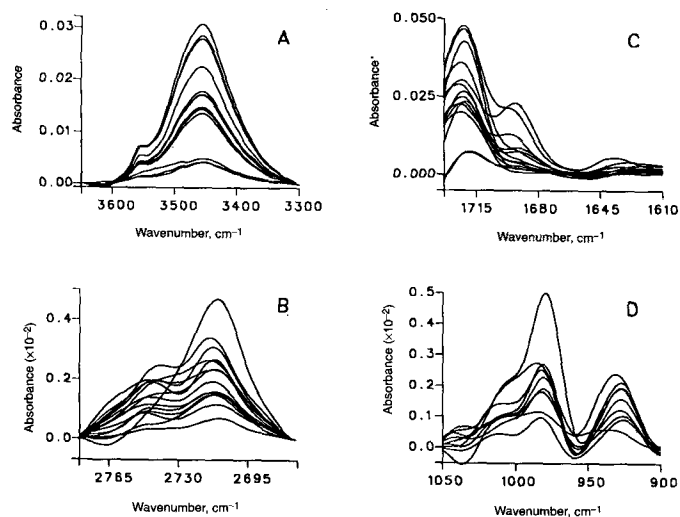 A
Absorbance
0.03
0.02
0.01
0.00
3600 3500 3400 3300
Wavenumber, cm⁻¹
C
Absorbance*
0.050
0.025
0.000
1715 1680 1645 1610
Wavenumber, cm⁻¹
B
Absorbance (×10⁻²)
0.4
0.2
0.0
2765 2730 2695
Wavenumber, cm⁻¹
D
Absorbance (×10⁻²)
0.5
0.4
0.3
0.2
0.1
0.0
1050 1000 950 900
Wavenumber, cm⁻¹